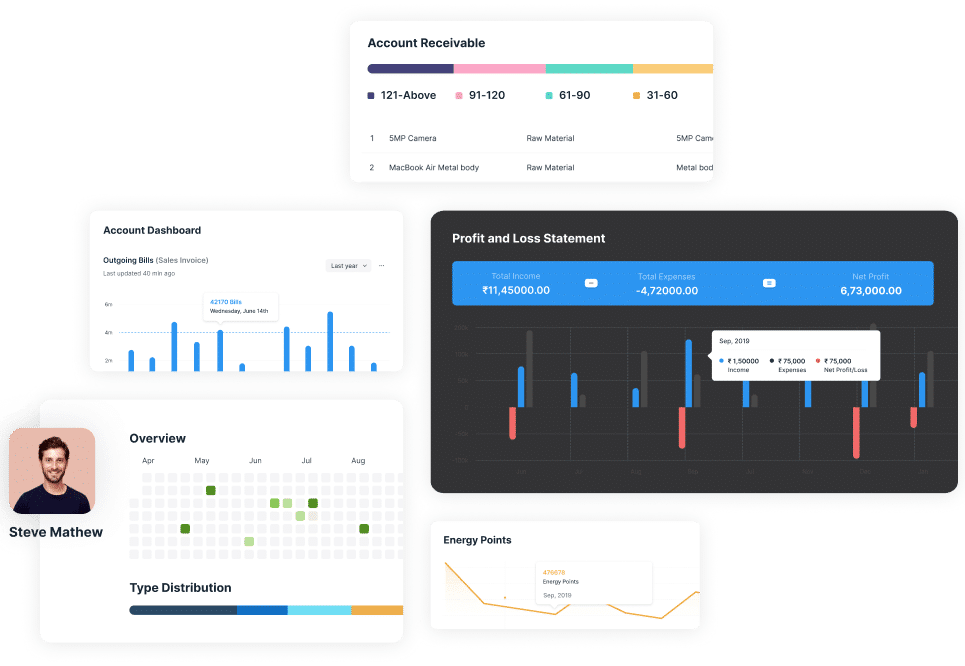 Account Receivable
121-Above 91-120 61-90 31-60
1 5MP Camera Raw Material 5MP Came
2 MacBook Air Metal body Raw Material Metal bod
Account Dashboard
Outgoing Bills (Sales Invoice)
Last updated 40 min ago
Last year
6m
42170 Bills
Wednesday, June 14th
4m
2m
Profit and Loss Statement
Total Income Total Expenses Net Profit
₹11,45000.00 -4,72000.00 6,73,000.00
Sep, 2019
₹ 1,50000 ₹ 75,000 ₹ 75,000
Income Expenses Net Profit/Loss
Overview
Apr May Jun Jul Aug
Steve Mathew
Type Distribution
Energy Points
476678
Energy Points
Sep, 2019